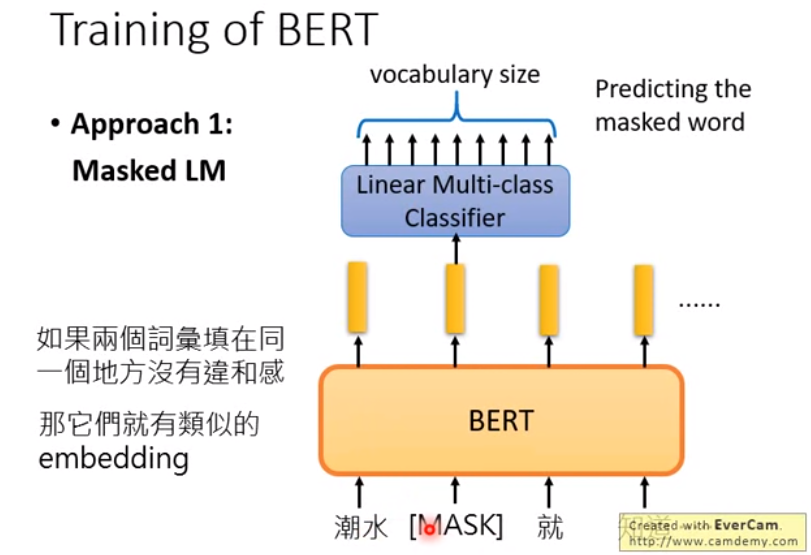 Training of BERT
• Approach 1:
Masked LM
vocabulary size
Predicting the
masked word
Linear Multi-class
Classifier
......
如果兩個詞彙填在同
一個地方沒有違和感
那它們就有類似的
embedding
BERT
潮水 [MASK] 就 知道
Created with EverCam.
http://www.camdemy.com